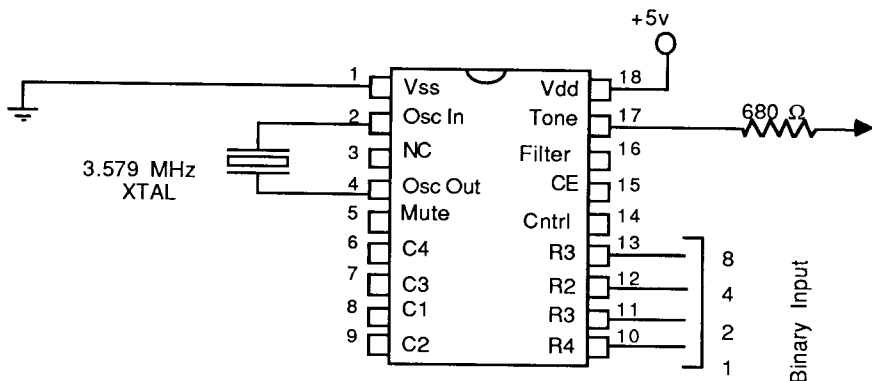 +5v
1 Vss Vdd 18
2 Osc In Tone 17 680 Ω
3 NC Filter 16
3.579 MHz
XTAL
4 Osc Out CE 15
5 Mute Cntrl 14
6 C4 R3 13 8
7 C3 R2 12 4
8 C1 R3 11 2
9 C2 R4 10 1
Binary Input